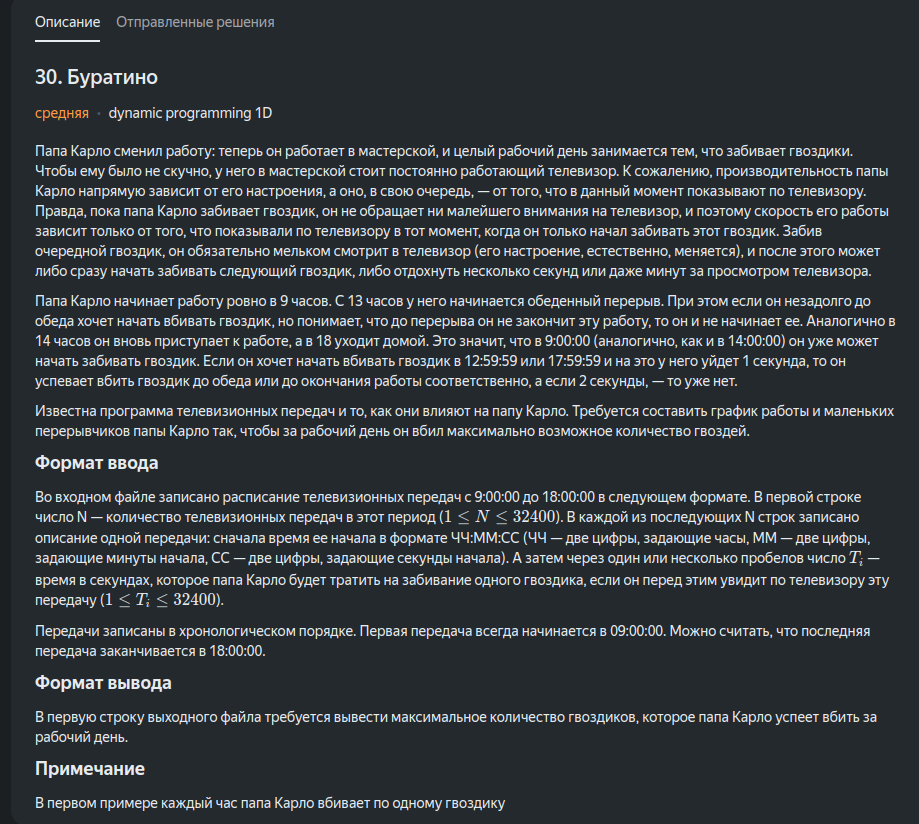 Описание Отправленные решения
30. Буратино
средняя · dynamic programming 1D
Папа Карло сменил работу: теперь он работает в мастерской, и целый рабочий день занимается тем, что забивает гвоздики.
Чтобы ему было не скучно, у него в мастерской стоит постоянно работающий телевизор. К сожалению, производительность папы
Карло напрямую зависит от его настроения, а оно, в свою очередь, — от того, что в данный момент показывают по телевизору.
Правда, пока папа Карло забивает гвоздик, он не обращает ни малейшего внимания на телевизор, и поэтому скорость его работы
зависит только от того, что показывали по телевизору в тот момент, когда он только начал забивать этот гвоздик. Забив
очередной гвоздик, он обязательно мельком смотрит в телевизор (его настроение, естественно, меняется), и после этого может
либо сразу начать забивать следующий гвоздик, либо отдохнуть несколько секунд или даже минут за просмотром телевизора.
Папа Карло начинает работу ровно в 9 часов. С 13 часов у него начинается обеденный перерыв. При этом если он незадолго до
обеда хочет начать вбивать гвоздик, но понимает, что до перерыва он не закончит эту работу, то он и не начинает ее. Аналогично в
14 часов он вновь приступает к работе, а в 18 уходит домой. Это значит, что в 9:00:00 (аналогично, как и в 14:00:00) он уже может
начать забивать гвоздик. Если он хочет начать вбивать гвоздик в 12:59:59 или 17:59:59 и на это у него уйдет 1 секунда, то он
успевает вбить гвоздик до обеда или до окончания работы соответственно, а если 2 секунды, — то уже нет.
Известна программа телевизионных передач и то, как они влияют на папу Карло. Требуется составить график работы и маленьких
перерывчиков папы Карло так, чтобы за рабочий день он вбил максимально возможное количество гвоздей.
Формат ввода
Во входном файле записано расписание телевизионных передач с 9:00:00 до 18:00:00 в следующем формате. В первой строке
число N — количество телевизионных передач в этот период (1 ≤ N ≤ 32400). В каждой из последующих N строк записано
описание одной передачи: сначала время ее начала в формате ЧЧ:ММ:СС (ЧЧ — две цифры, задающие часы, ММ — две цифры,
задающие минуты начала, СС — две цифры, задающие секунды начала). А затем через один или несколько пробелов число Tᵢ —
время в секундах, которое папа Карло будет тратить на забивание одного гвоздика, если он перед этим увидит по телевизору эту
передачу (1 ≤ Tᵢ ≤ 32400).
Передачи записаны в хронологическом порядке. Первая передача всегда начинается в 09:00:00. Можно считать, что последняя
передача заканчивается в 18:00:00.
Формат вывода
В первую строку выходного файла требуется вывести максимальное количество гвоздиков, которое папа Карло успеет вбить за
рабочий день.
Примечание
В первом примере каждый час папа Карло вбивает по одному гвоздику